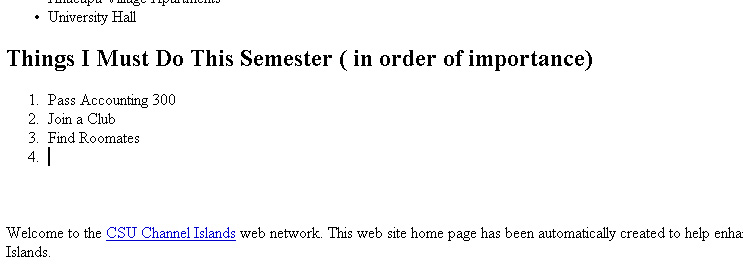 Anacapa Village Apartments
• University Hall
Things I Must Do This Semester ( in order of importance)
1. Pass Accounting 300
2. Join a Club
3. Find Roomates
4.
Welcome to the CSU Channel Islands web network. This web site home page has been automatically created to help enha
Islands.